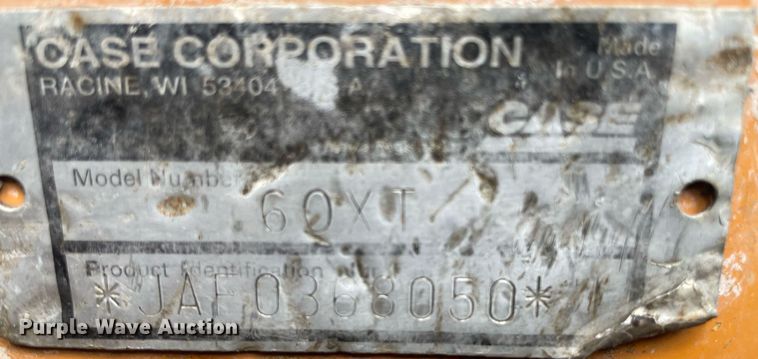 CASE CORPORATION
RACINE, WI 53404
Made
In U.S.A.
CASE
Model Number
60XT
Product Identification
*JAF0368050*
Purple Wave Auction